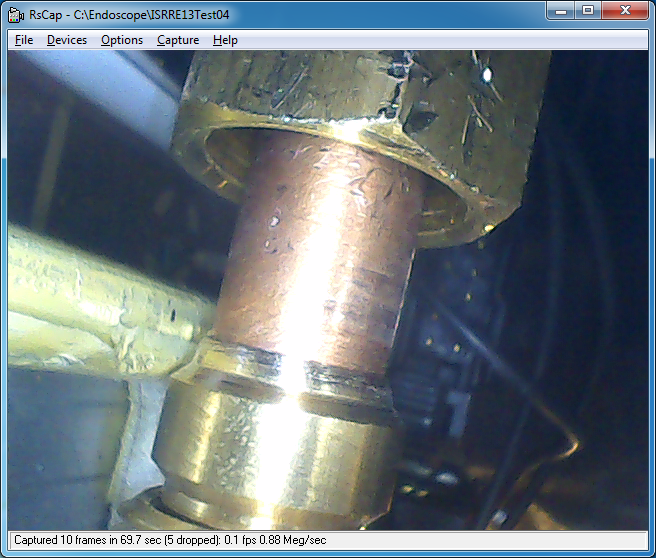 RsCap - C:\Endoscope\ISRRE13Test04
File Devices Options Capture Help
Captured 10 frames in 69.7 sec (5 dropped): 0.1 fps 0.88 Meg/sec